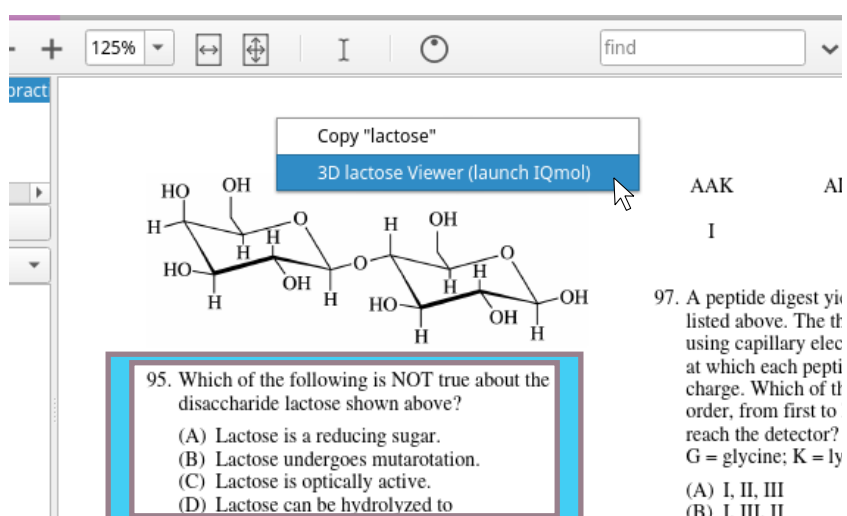 125%
find
pract
Copy "lactose"
3D lactose Viewer (launch IQmol)
HO OH
H O H OH
H H O
HO OH H O H H
H HO OH OH
H H
AAK
I
95. Which of the following is NOT true about the
disaccharide lactose shown above?
(A) Lactose is a reducing sugar.
(B) Lactose undergoes mutarotation.
(C) Lactose is optically active.
(D) Lactose can be hydrolyzed to
97. A peptide digest yi
listed above. The th
using capillary elec
at which each pepti
charge. Which of th
order, from first to
reach the detector?
G = glycine; K = ly
(A) I, II, III
(B) I, III, II